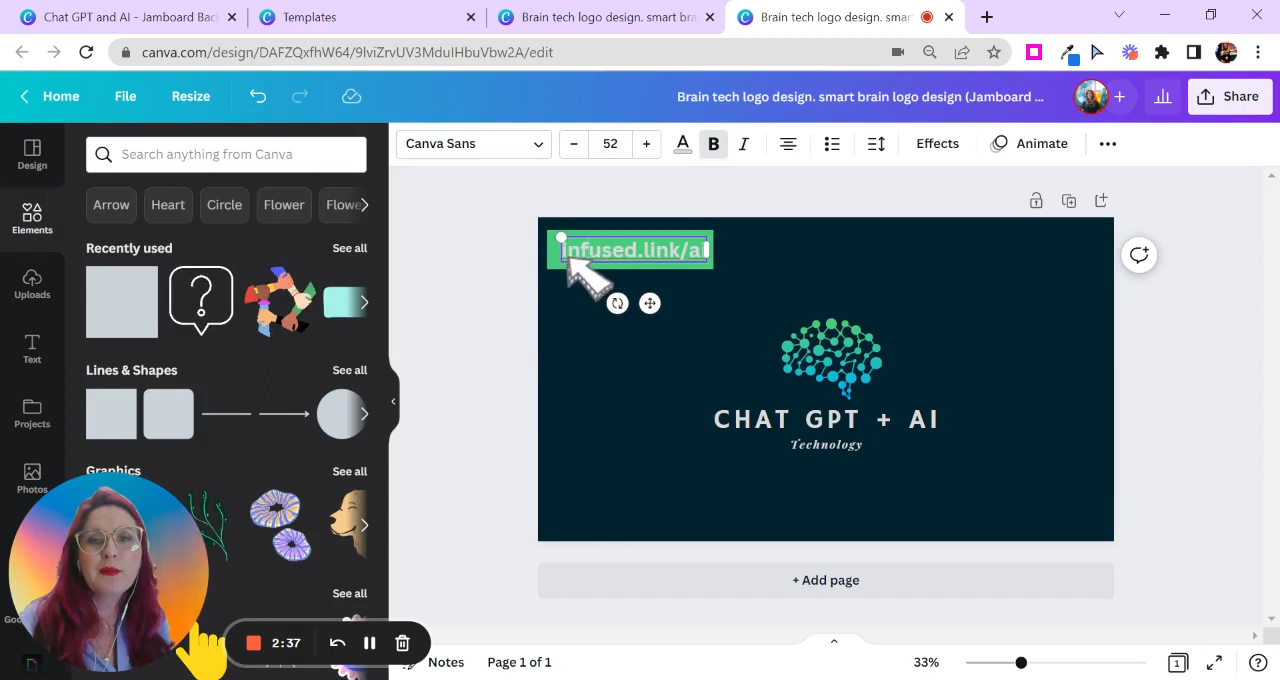 Chat GPT and AI - Jamboard Bac
Templates
Brain tech logo design. smart bra
Brain tech logo design. smar
canva.com/design/DAFZQxfhW64/9IviZrvUV3MduIHbuVbw2A/edit
Home
File
Resize
Brain tech logo design. smart brain logo design (Jamboard ...
Share
Design
Elements
Uploads
Text
Projects
Photos
Search anything from Canva
Arrow
Heart
Circle
Flower
Flowe
Recently used
See all
?
Lines & Shapes
See all
Graphics
See all
See all
Canva Sans
52
A
B
I
Effects
Animate
infused.link/ai
CHAT GPT + AI
Technology
+ Add page
2:37
Notes
Page 1 of 1
33%
1